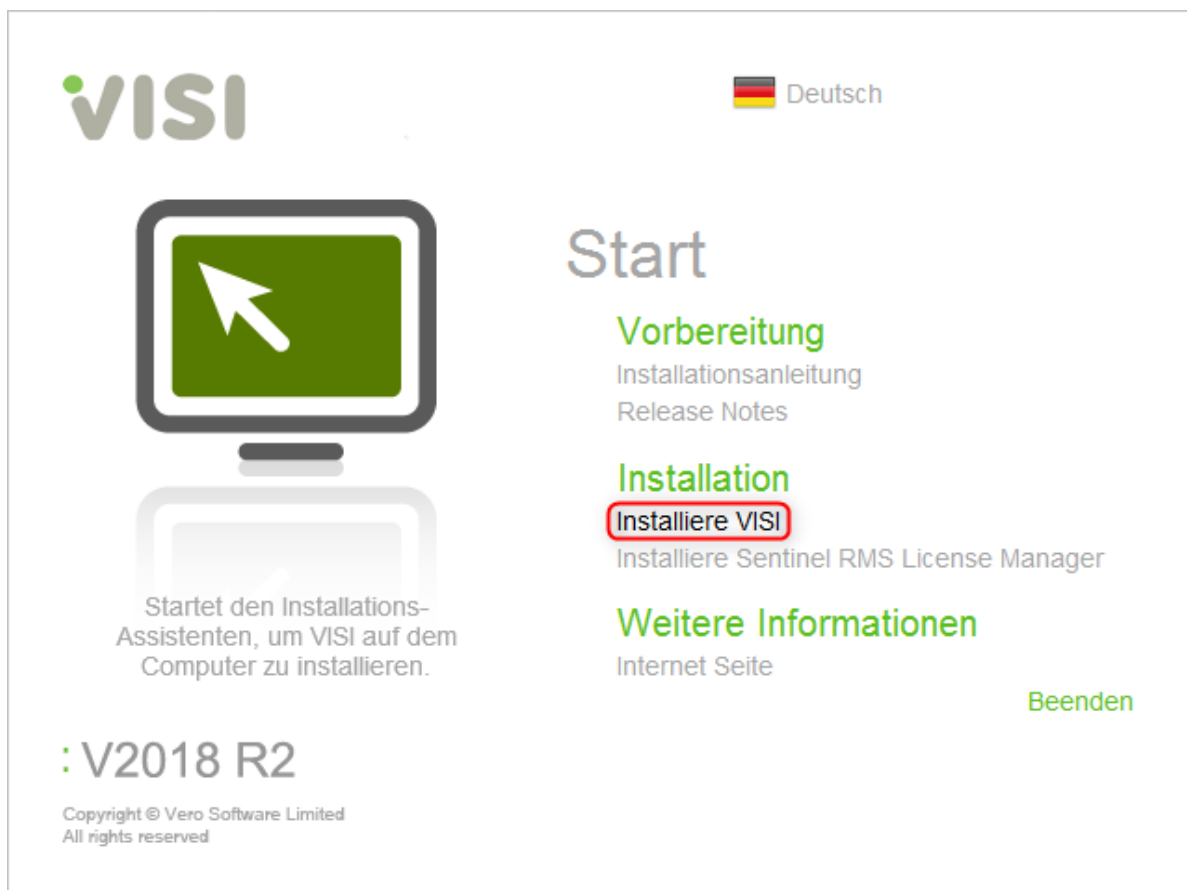 VISI
Deutsch
Start
Vorbereitung
Installationsanleitung
Release Notes
Installation
Installiere VISI
Installiere Sentinel RMS License Manager
Weitere Informationen
Internet Seite
Beenden
Startet den Installations-
Assistenten, um VISI auf dem
Computer zu installieren.
: V2018 R2
Copyright © Vero Software Limited
All rights reserved